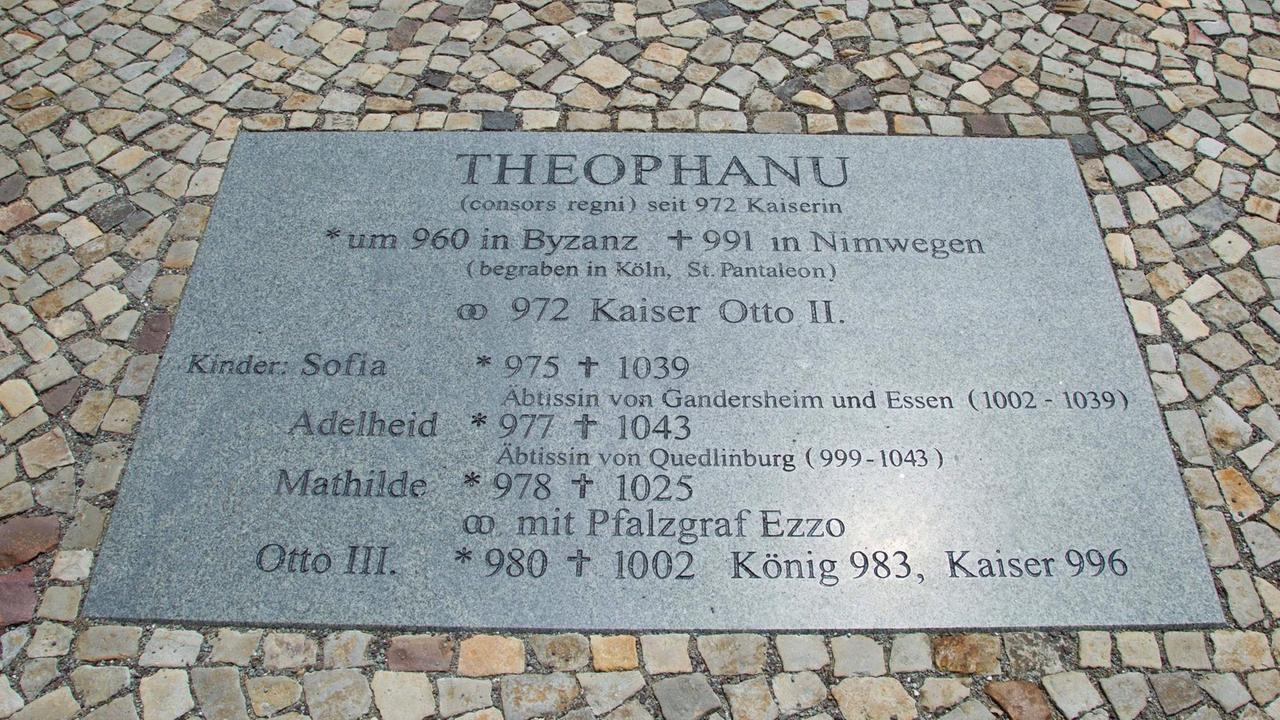 THEOPHANU
(consors regni) seit 972 Kaiserin
* um 960 in Byzanz ✝ 991 in Nimwegen
(begraben in Köln, St. Pantaleon)
⚭ 972 Kaiser Otto II.
Kinder: Sofia * 975 ✝ 1039
Äbtissin von Gandersheim und Essen (1002 - 1039)
Adelheid * 977 ✝ 1043
Äbtissin von Quedlinburg (999-1043)
Mathilde * 978 ✝ 1025
⚭ mit Pfalzgraf Ezzo
Otto III. * 980 ✝ 1002 König 983, Kaiser 996